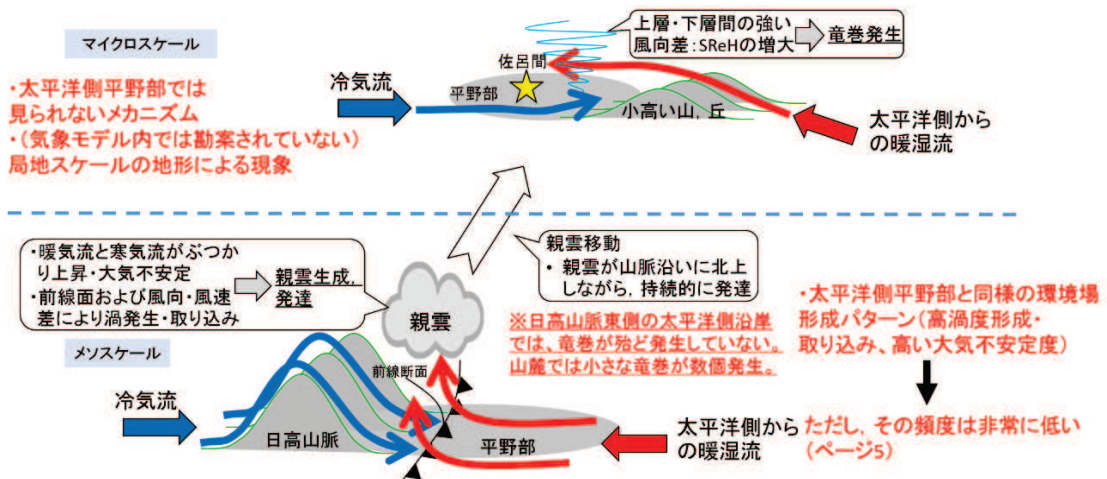 マイクロスケール
・太平洋側平野部では
見られないメカニズム
・(気象モデル内では勘案されていない)
局地スケールの地形による現象
冷気流
平野部
佐呂間
上層・下層間の強い
風向差:SReHの増大
竜巻発生
小高い山,丘
太平洋側から
の暖湿流
・暖気流と寒気流がぶつか
り上昇・大気不安定
・前線面および風向・風速
差により渦発生・取り込み
親雲生成,
発達
親雲
親雲移動
・ 親雲が山脈沿いに北上
しながら,持続的に発達
※日高山脈東側の太平洋側沿岸
では、竜巻が殆ど発生していない。
山麓では小さな竜巻が数個発生。
・太平洋側平野部と同様の環境場
形成パターン(高渦度形成・
取り込み、高い大気不安定度)
メソスケール
冷気流
日高山脈
前線断面
平野部
太平洋側から
の暖湿流
ただし,その頻度は非常に低い
(ページ5)